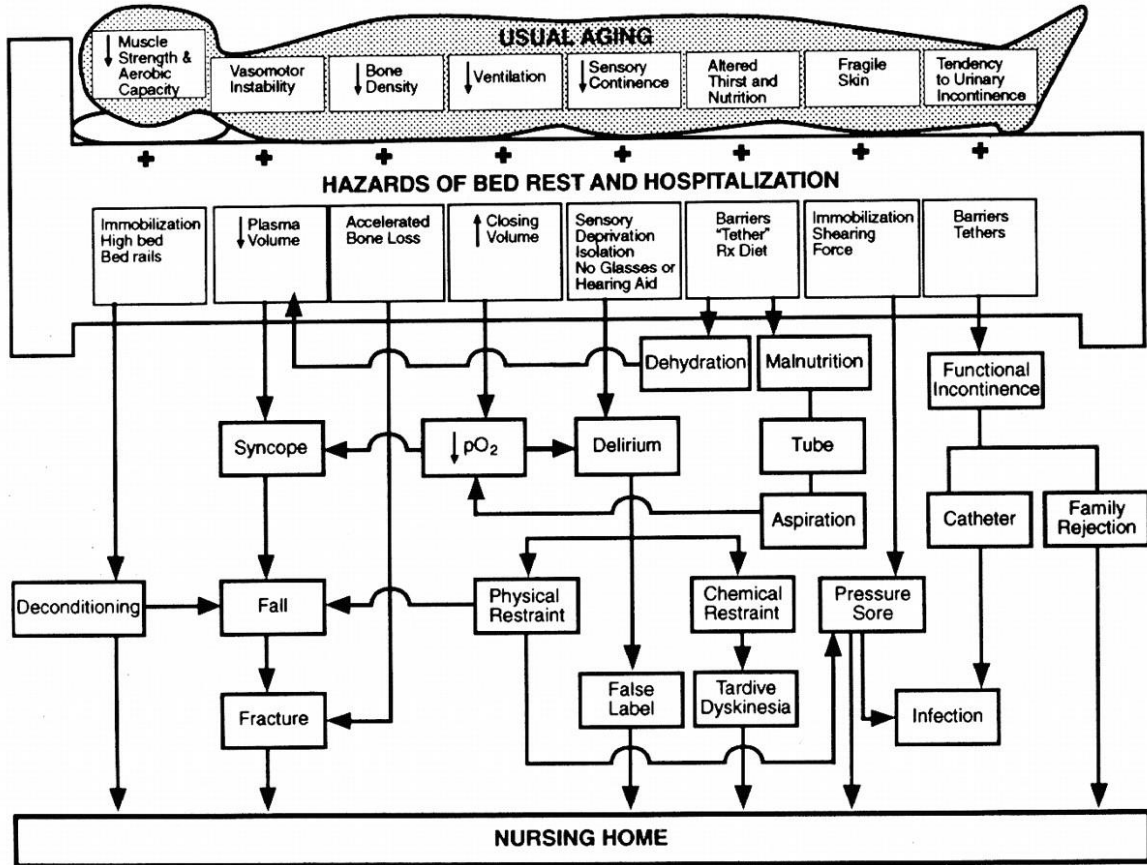 USUAL AGING
↓ Muscle
Strength &
Aerobic
Capacity
Vasomotor
Instability
↓ Bone
Density
↓ Ventilation
↓ Sensory
Continence
Altered
Thirst and
Nutrition
Fragile
Skin
Tendency
to Urinary
Incontinence
+ + + + + + + +
HAZARDS OF BED REST AND HOSPITALIZATION
Immobilization
High bed
Bed rails
↓ Plasma
Volume
Accelerated
Bone Loss
↑ Closing
Volume
Sensory
Deprivation
Isolation
No Glasses or
Hearing Aid
Barriers
"Tether"
Rx Diet
Immobilization
Shearing
Force
Barriers
Tethers
Dehydration
Malnutrition
Functional
Incontinence
Syncope
↓ pO₂
Delirium
Tube
Aspiration
Catheter
Family
Rejection
Deconditioning
Fall
Physical
Restraint
Chemical
Restraint
Pressure
Sore
Fracture
False
Label
Tardive
Dyskinesia
Infection
NURSING HOME